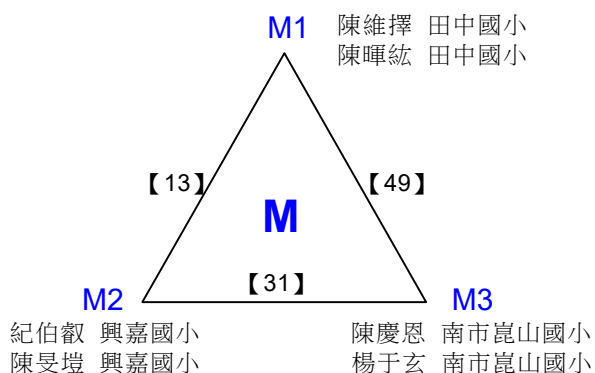 M1
陳維擇 田中國小
陳暉紘 田中國小
【13】
【49】
M
【31】
M2
M3
紀伯叡 興嘉國小
陳旻塏 興嘉國小
陳慶恩 南市崑山國小
楊于玄 南市崑山國小